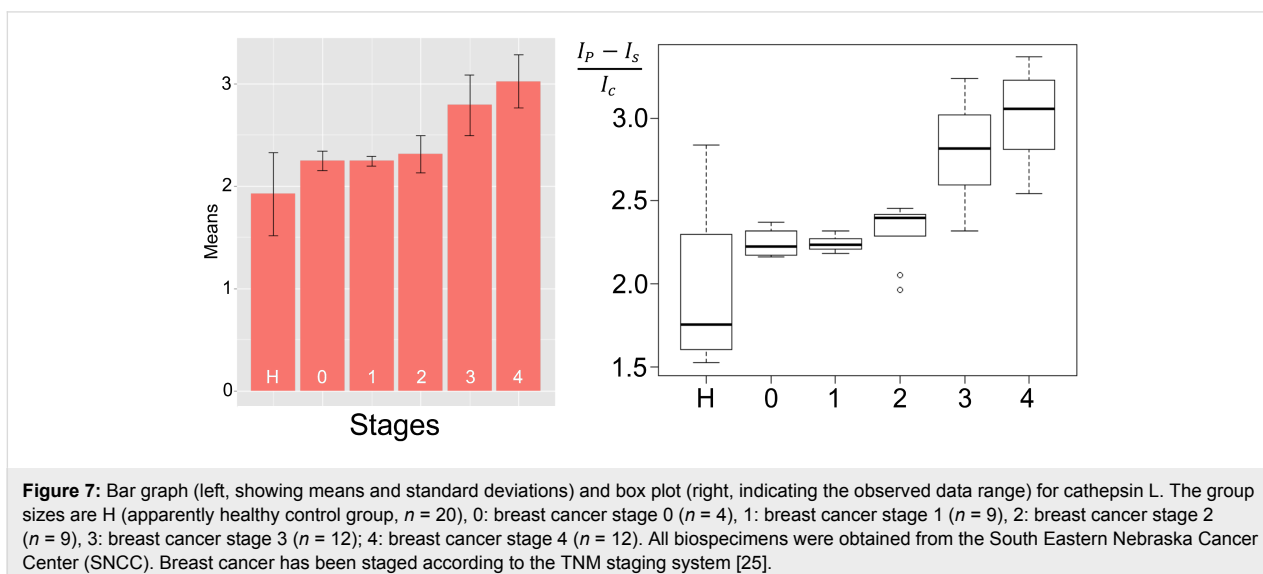 3
2
1
0
Means
H 0 1 2 3 4
Stages
I_P − I_s
I_c
3.0
2.5
2.0
1.5
H 0 1 2 3 4
Figure 7: Bar graph (left, showing means and standard deviations) and box plot (right, indicating the observed data range) for cathepsin L. The group
sizes are H (apparently healthy control group, n = 20), 0: breast cancer stage 0 (n = 4), 1: breast cancer stage 1 (n = 9), 2: breast cancer stage 2
(n = 9), 3: breast cancer stage 3 (n = 12); 4: breast cancer stage 4 (n = 12). All biospecimens were obtained from the South Eastern Nebraska Cancer
Center (SNCC). Breast cancer has been staged according to the TNM staging system [25].